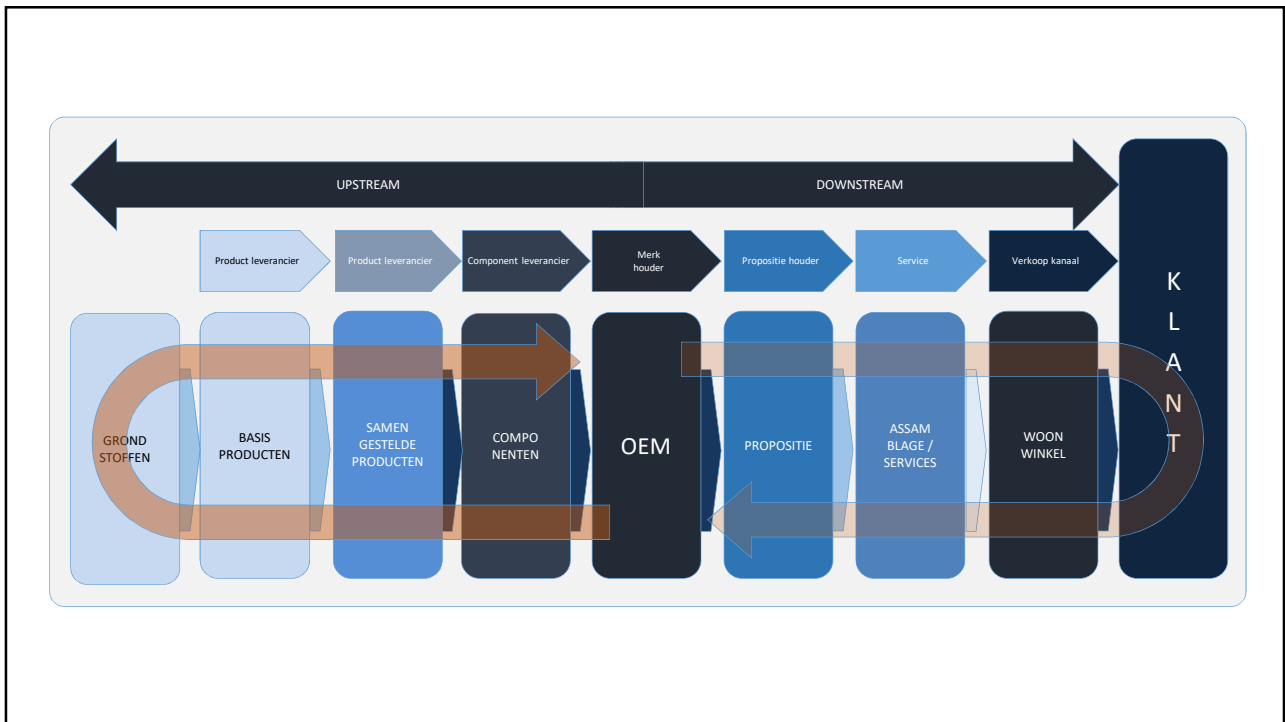 UPSTREAM
DOWNSTREAM
Product leverancier
Product leverancier
Component leverancier
Merk
houder
Propositie houder
Service
Verkoop kanaal
GROND
STOFFEN
BASIS
PRODUCTEN
SAMEN
GESTELDE
PRODUCTEN
COMPO
NENTEN
OEM
PROPOSITIE
ASSAM
BLAGE /
SERVICES
WOON
WINKEL
K
L
A
N
T